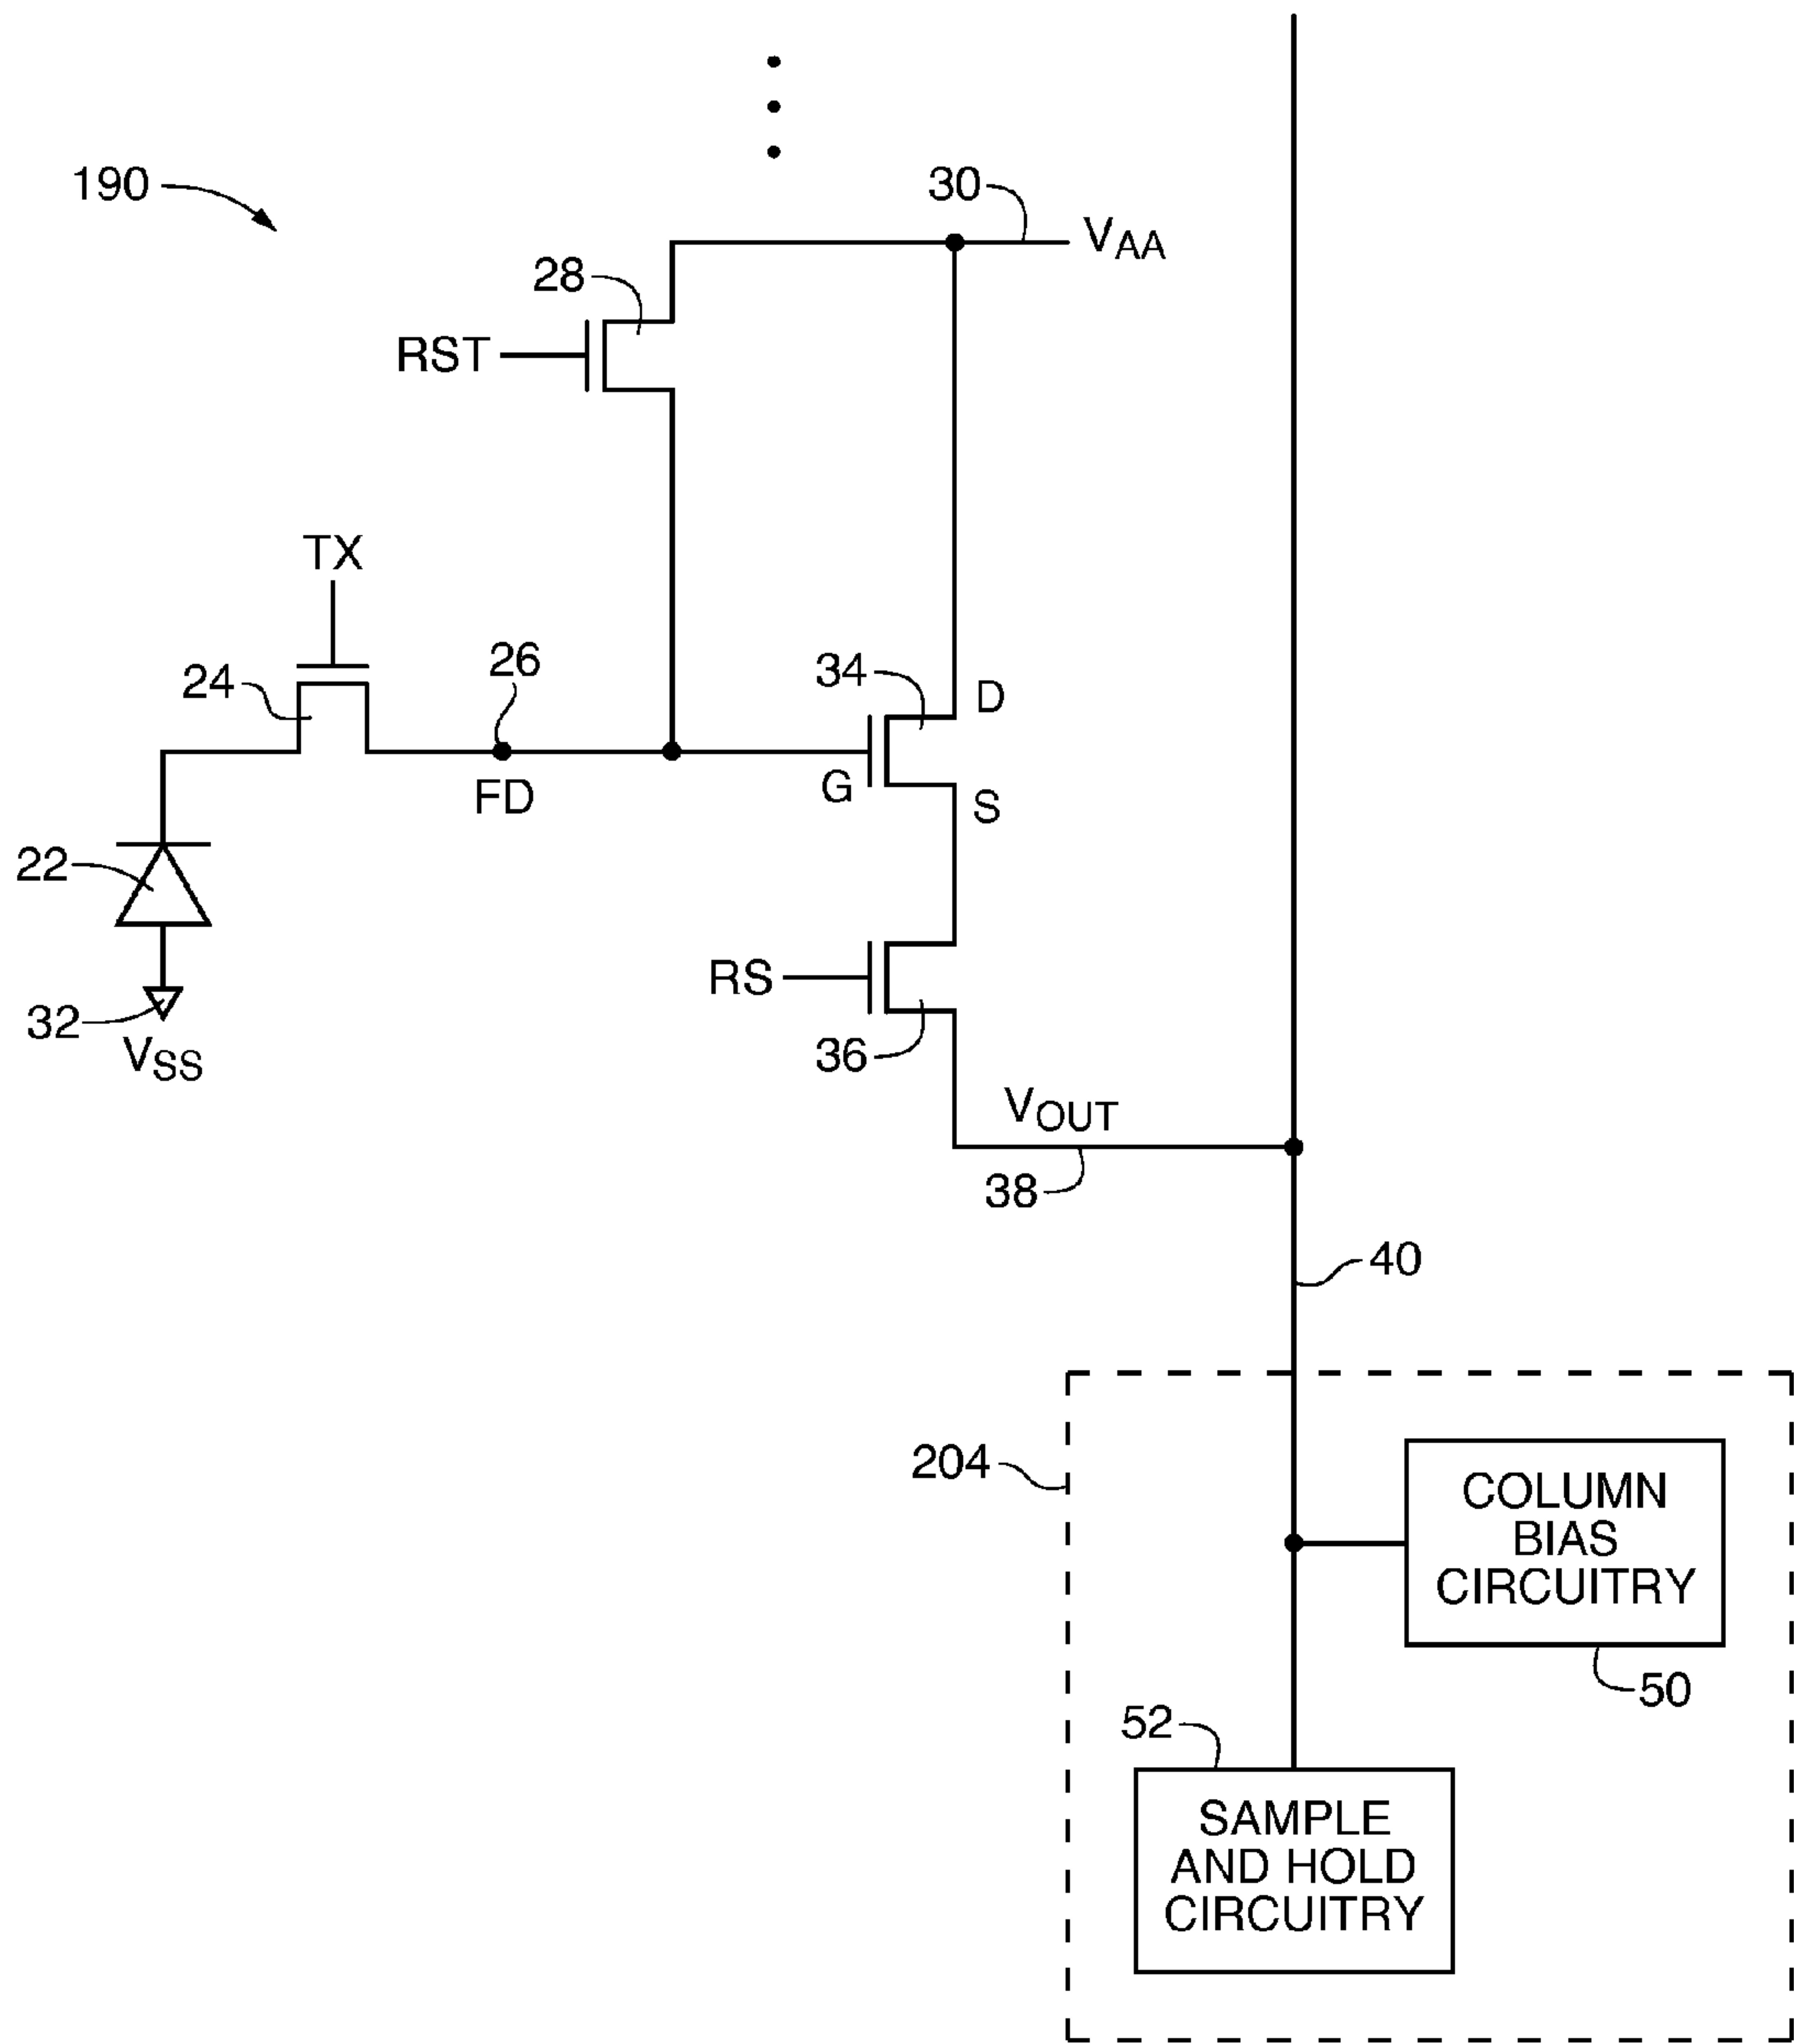 190
30
VAA
28
RST
TX
24
26
FD
34
D
G
S
22
32
VSS
RS
36
VOUT
38
40
204
COLUMN
BIAS
CIRCUITRY
50
52
SAMPLE
AND HOLD
CIRCUITRY